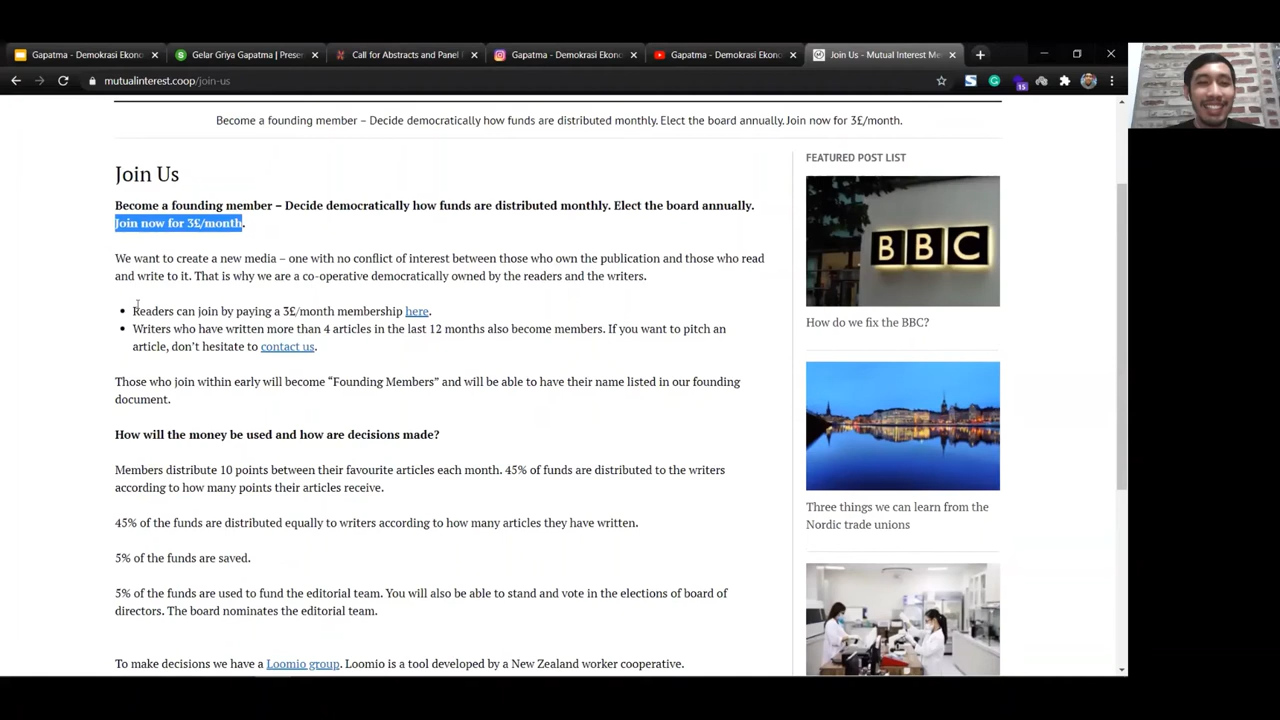 Gapatma - Demokrasi Ekono
Gelar Griya Gapatma | Presen
Call for Abstracts and Panel
Gapatma - Demokrasi Ekono
Gapatma - Demokrasi Ekono
Join Us - Mutual Interest Me
mutualinterest.coop/join-us
15
Become a founding member – Decide democratically how funds are distributed monthly. Elect the board annually. Join now for 3£/month.
Join Us
Become a founding member – Decide democratically how funds are distributed monthly. Elect the board annually.
Join now for 3£/month.
We want to create a new media – one with no conflict of interest between those who own the publication and those who read
and write to it. That is why we are a co-operative democratically owned by the readers and the writers.
Readers can join by paying a 3£/month membership here.
Writers who have written more than 4 articles in the last 12 months also become members. If you want to pitch an
article, don't hesitate to contact us.
Those who join within early will become “Founding Members” and will be able to have their name listed in our founding
document.
How will the money be used and how are decisions made?
Members distribute 10 points between their favourite articles each month. 45% of funds are distributed to the writers
according to how many points their articles receive.
45% of the funds are distributed equally to writers according to how many articles they have written.
5% of the funds are saved.
5% of the funds are used to fund the editorial team. You will also be able to stand and vote in the elections of board of
directors. The board nominates the editorial team.
To make decisions we have a Loomio group. Loomio is a tool developed by a New Zealand worker cooperative.
FEATURED POST LIST
BBC
How do we fix the BBC?
Three things we can learn from the
Nordic trade unions